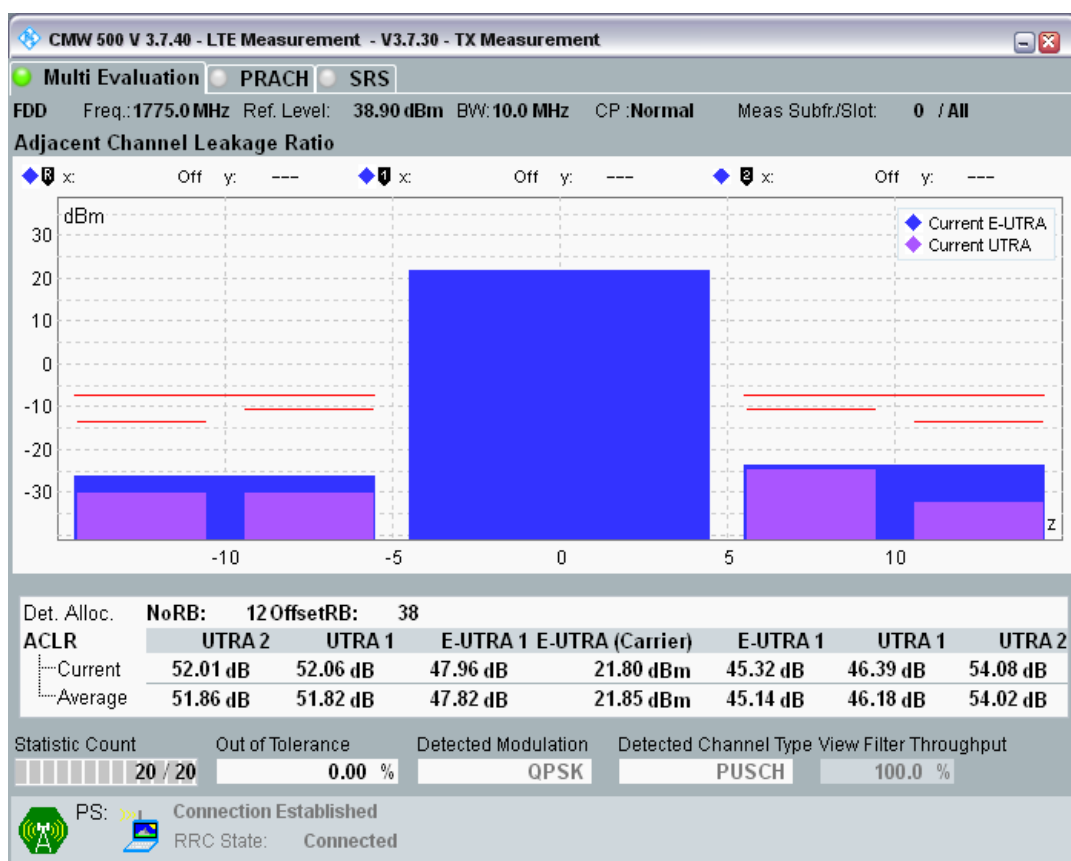 CMW 500 V 3.7.40 - LTE Measurement - V3.7.30 - TX Measurement
Multi Evaluation PRACH SRS
FDD Freq.: 1775.0 MHz Ref. Level: 38.90 dBm BW: 10.0 MHz CP :Normal Meas Subfr./Slot: 0 / All
Adjacent Channel Leakage Ratio
R x: Off y: --- 1 x: Off y: --- 2 x: Off y: ---
dBm
Current E-UTRA
Current UTRA
30
20
10
0
-10
-20
-30
z
-10 -5 0 5 10
Det. Alloc. NoRB: 12 OffsetRB: 38
ACLR UTRA 2 UTRA 1 E-UTRA 1 E-UTRA (Carrier) E-UTRA 1 UTRA 1 UTRA 2
Current 52.01 dB 52.06 dB 47.96 dB 21.80 dBm 45.32 dB 46.39 dB 54.08 dB
Average 51.86 dB 51.82 dB 47.82 dB 21.85 dBm 45.14 dB 46.18 dB 54.02 dB
Statistic Count Out of Tolerance Detected Modulation Detected Channel Type View Filter Throughput
20 / 20 0.00 % QPSK PUSCH 100.0 %
PS: Connection Established
RRC State: Connected